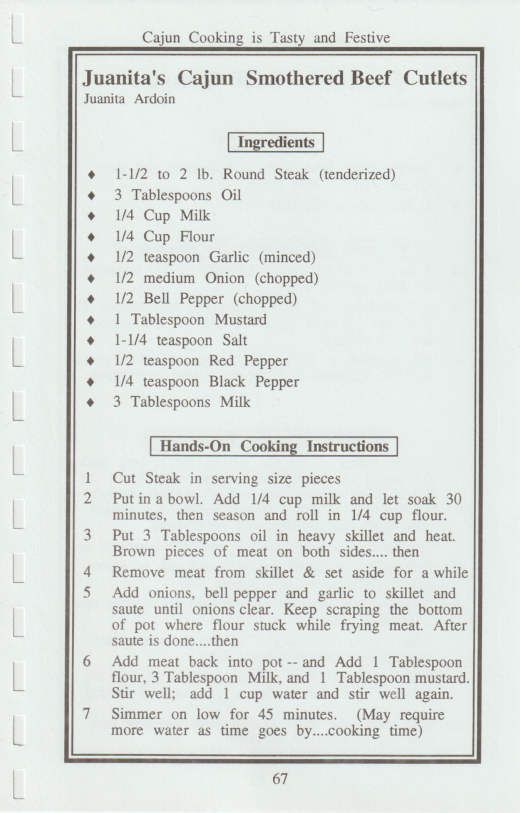 Cajun Cooking is Tasty and Festive
Juanita's Cajun Smothered Beef Cutlets
Juanita Ardoin
Ingredients
♦ 1-1/2 to 2 lb. Round Steak (tenderized)
♦ 3 Tablespoons Oil
♦ 1/4 Cup Milk
♦ 1/4 Cup Flour
♦ 1/2 teaspoon Garlic (minced)
♦ 1/2 medium Onion (chopped)
♦ 1/2 Bell Pepper (chopped)
♦ 1 Tablespoon Mustard
♦ 1-1/4 teaspoon Salt
♦ 1/2 teaspoon Red Pepper
♦ 1/4 teaspoon Black Pepper
♦ 3 Tablespoons Milk
Hands-On Cooking Instructions
1 Cut Steak in serving size pieces
2 Put in a bowl. Add 1/4 cup milk and let soak 30
minutes, then season and roll in 1/4 cup flour.
3 Put 3 Tablespoons oil in heavy skillet and heat.
Brown pieces of meat on both sides.... then
4 Remove meat from skillet & set aside for a while
5 Add onions, bell pepper and garlic to skillet and
saute until onions clear. Keep scraping the bottom
of pot where flour stuck while frying meat. After
saute is done....then
6 Add meat back into pot -- and Add 1 Tablespoon
flour, 3 Tablespoon Milk, and 1 Tablespoon mustard.
Stir well; add 1 cup water and stir well again.
7 Simmer on low for 45 minutes. (May require
more water as time goes by....cooking time)
67